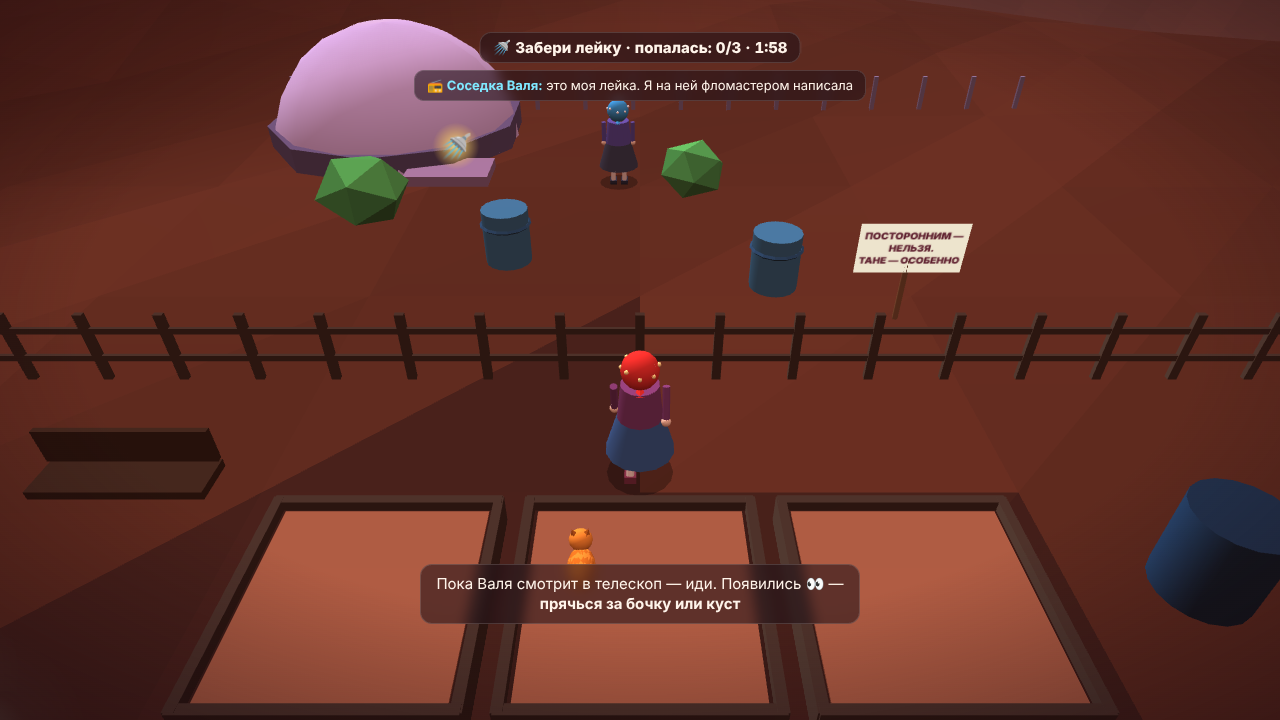 🚿 Забери лейку · попалась: 0/3 · 1:58
📻 Соседка Валя: это моя лейка. Я на ней фломастером написала
ПОСТОРОННИМ —
НЕЛЬЗЯ.
ТАНЕ — ОСОБЕННО
Пока Валя смотрит в телескоп — иди. Появились 👀 —
прячься за бочку или куст